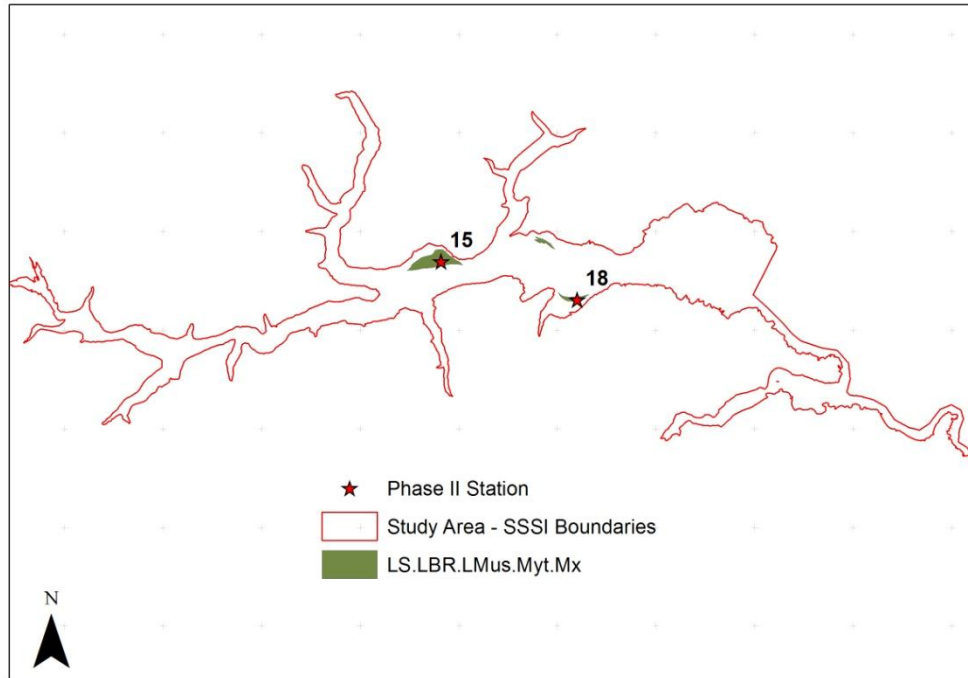 15
18
Phase II Station
Study Area - SSSI Boundaries
LS.LBR.LMus.Myt.Mx
N